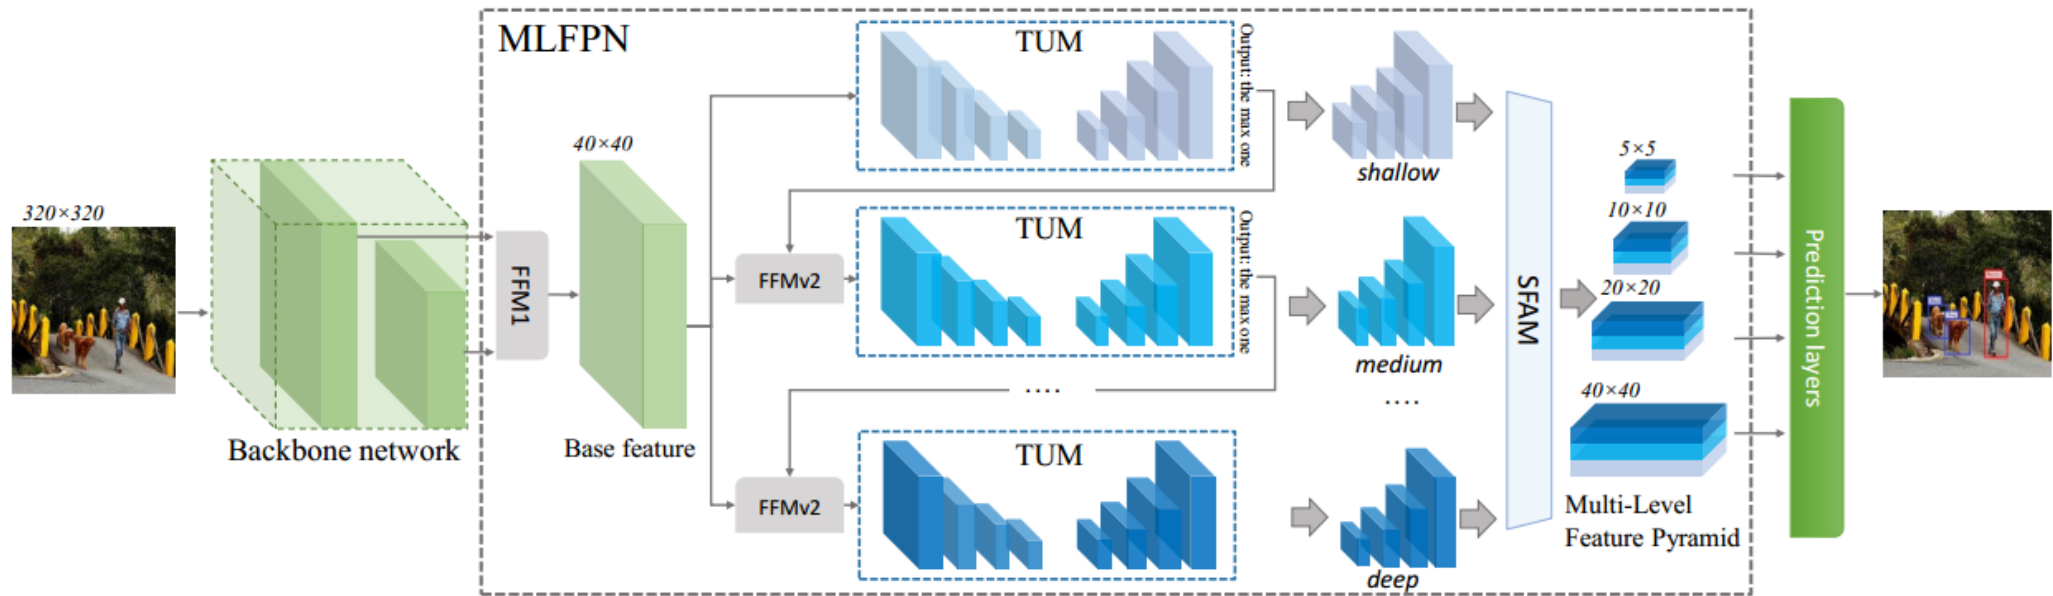 320×320
Backbone network
MLFPN
FFM1
40×40
Base feature
TUM
Output: the max one
shallow
FFMv2
TUM
Output: the max one
medium
....
....
FFMv2
TUM
deep
SFAM
5×5
10×10
20×20
40×40
Multi-Level
Feature Pyramid
Prediction layers